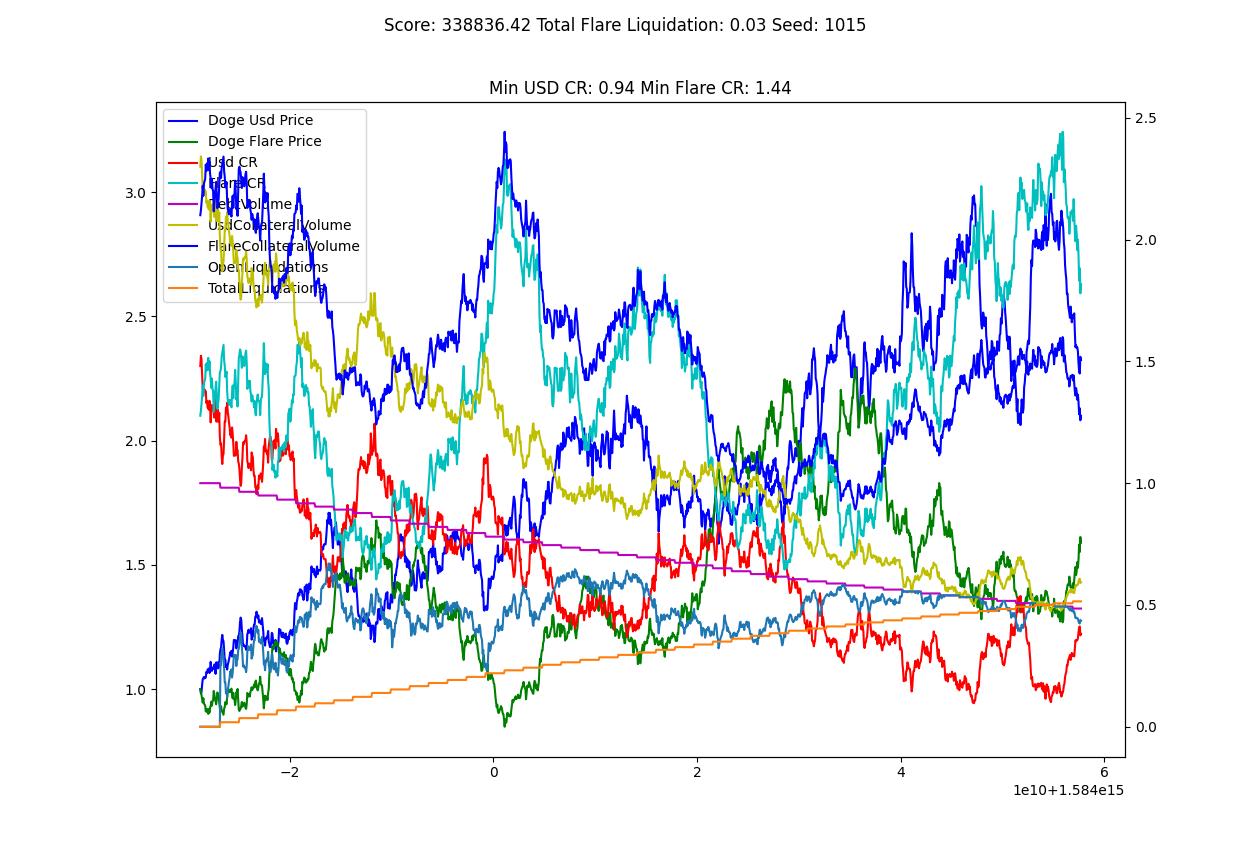 Score: 338836.42 Total Flare Liquidation: 0.03 Seed: 1015
Min USD CR: 0.94 Min Flare CR: 1.44
Doge Usd Price
Doge Flare Price
Usd CR
Flare CR
DebtVolume
UsdCollateralVolume
FlareCollateralVolume
OpenLiquidations
TotalLiquidations
3.0
2.5
2.0
1.5
1.0
2.5
2.0
1.5
1.0
0.5
0.0
−2
0
2
4
6
1e10+1.584e15